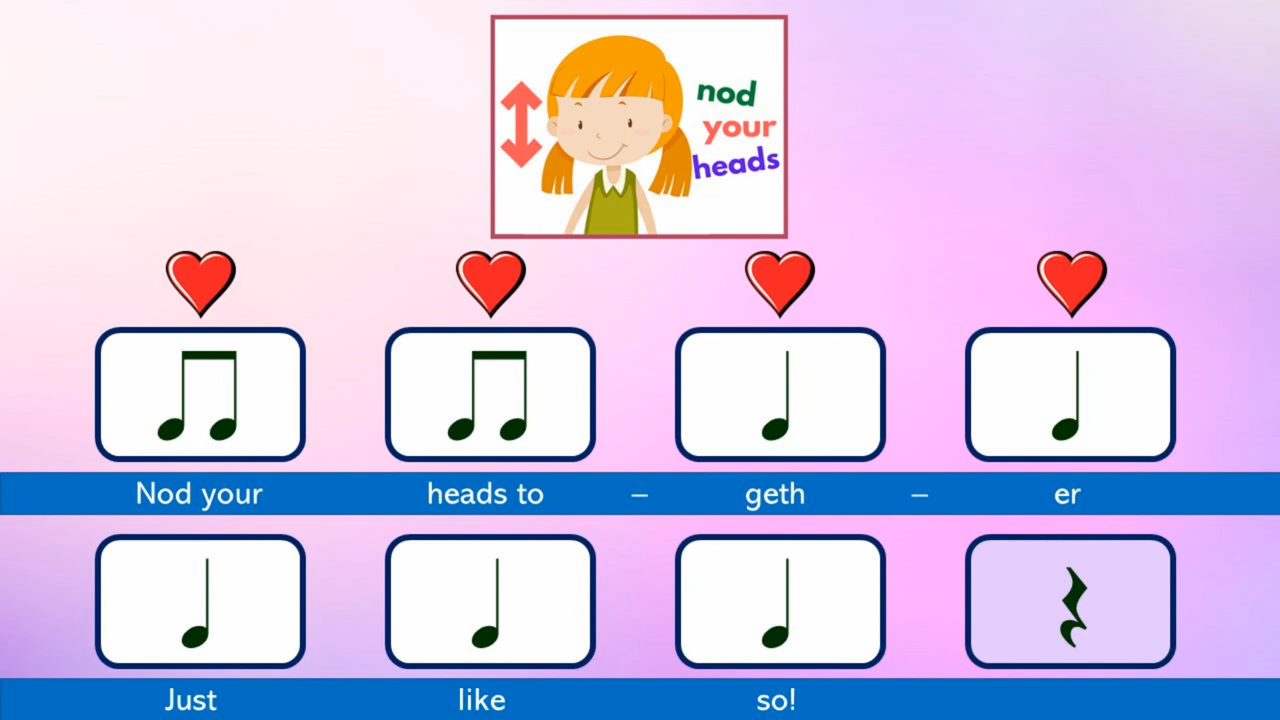 nod
your
heads
Nod your heads to – geth – er
Just like so!